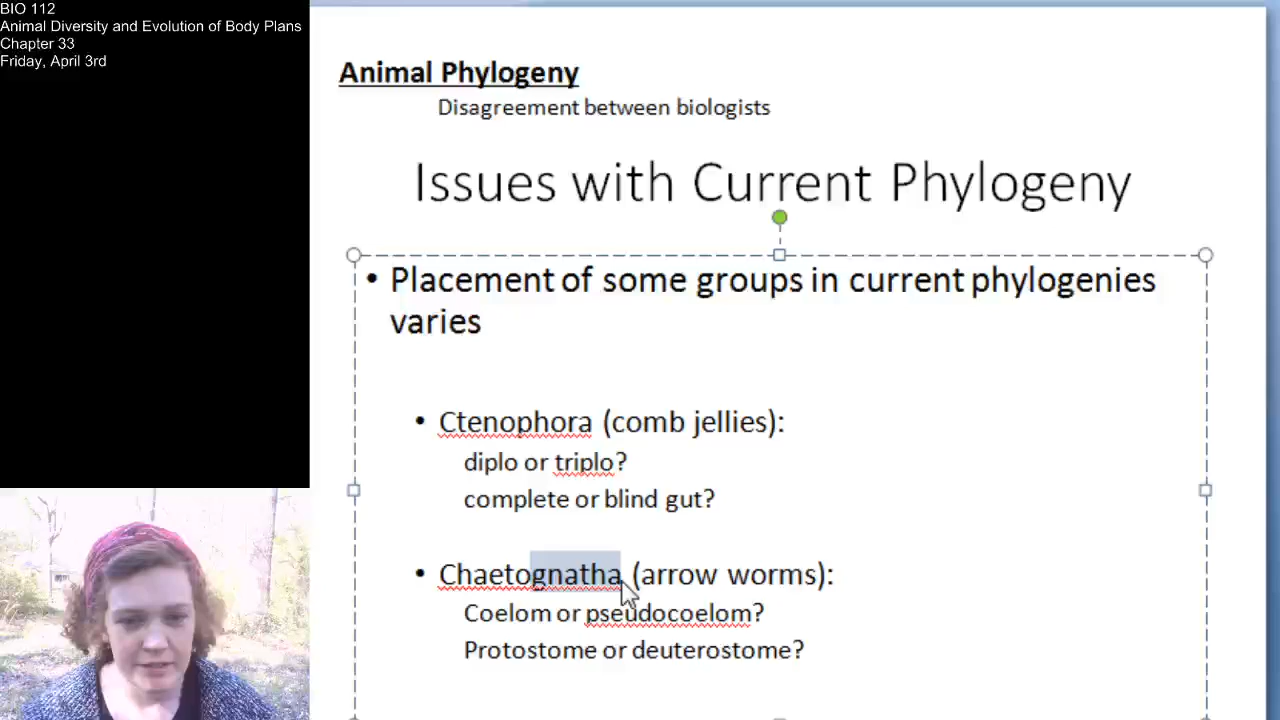 BIO 112
Animal Diversity and Evolution of Body Plans
Chapter 33
Friday, April 3rd
Animal Phylogeny
Disagreement between biologists
Issues with Current Phylogeny
• Placement of some groups in current phylogenies
varies
• Ctenophora (comb jellies):
diplo or triplo?
complete or blind gut?
• Chaetognatha (arrow worms):
Coelom or pseudocoelom?
Protostome or deuterostome?